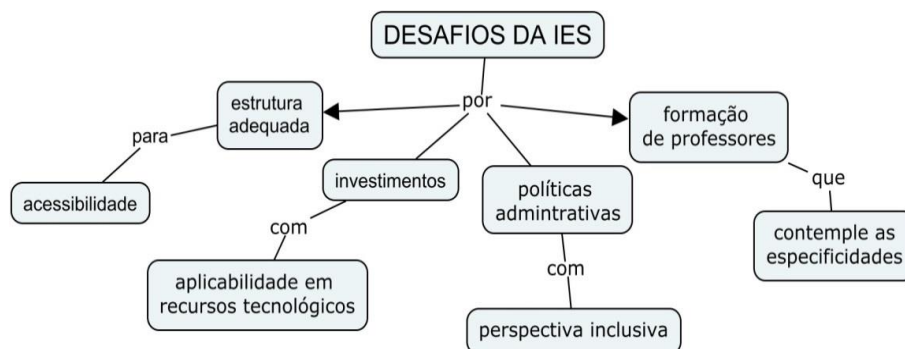 DESAFIOS DA IES
por
estrutura
adequada
formação
de professores
para
investimentos
políticas
admintrativas
que
acessibilidade
com
contemple as
especificidades
aplicabilidade em
recursos tecnológicos
com
perspectiva inclusiva